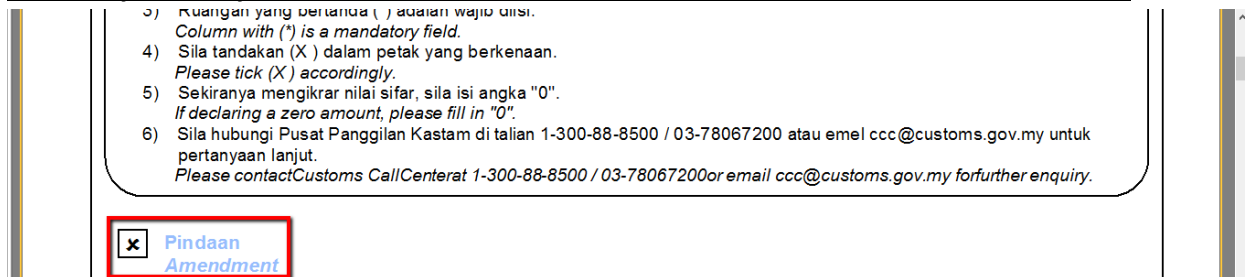 3) Ruangan yang bertanda ( ) adalah wajib diisi.
Column with (*) is a mandatory field.
4) Sila tandakan (X ) dalam petak yang berkenaan.
Please tick (X ) accordingly.
5) Sekiranya mengikrar nilai sifar, sila isi angka "0".
If declaring a zero amount, please fill in "0".
6) Sila hubungi Pusat Panggilan Kastam di talian 1-300-88-8500 / 03-78067200 atau emel ccc@customs.gov.my untuk
pertanyaan lanjut.
Please contactCustoms CallCenterat 1-300-88-8500 / 03-78067200or email ccc@customs.gov.my forfurther enquiry.
x Pindaan
Amendment